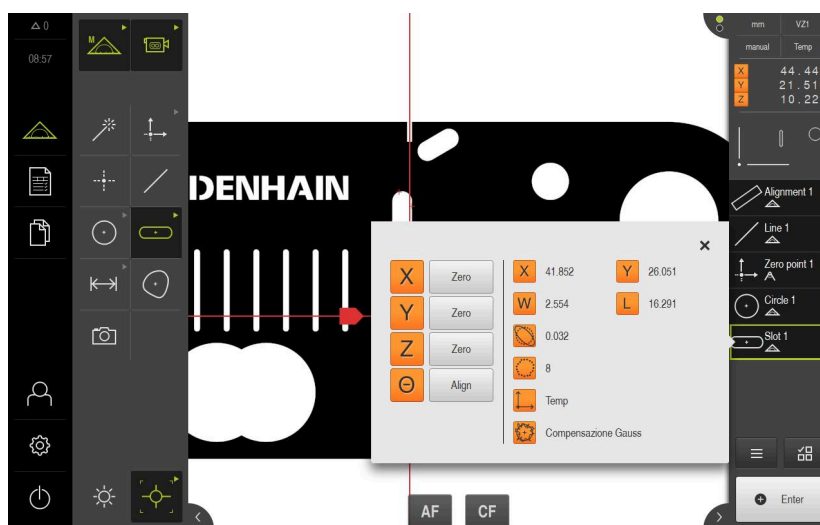 0
08:57
M
DENHAIN
AF
CF
X
Zero
Y
Zero
Z
Zero
Θ
Align
X
41.852
Y
26.051
W
2.554
L
16.291
0.032
8
Temp
Compensazione Gauss
mm
VZ1
manual
Temp
X
44.44
Y
21.51
Z
10.22
Alignment 1
Line 1
Zero point 1
Circle 1
Slot 1
Enter